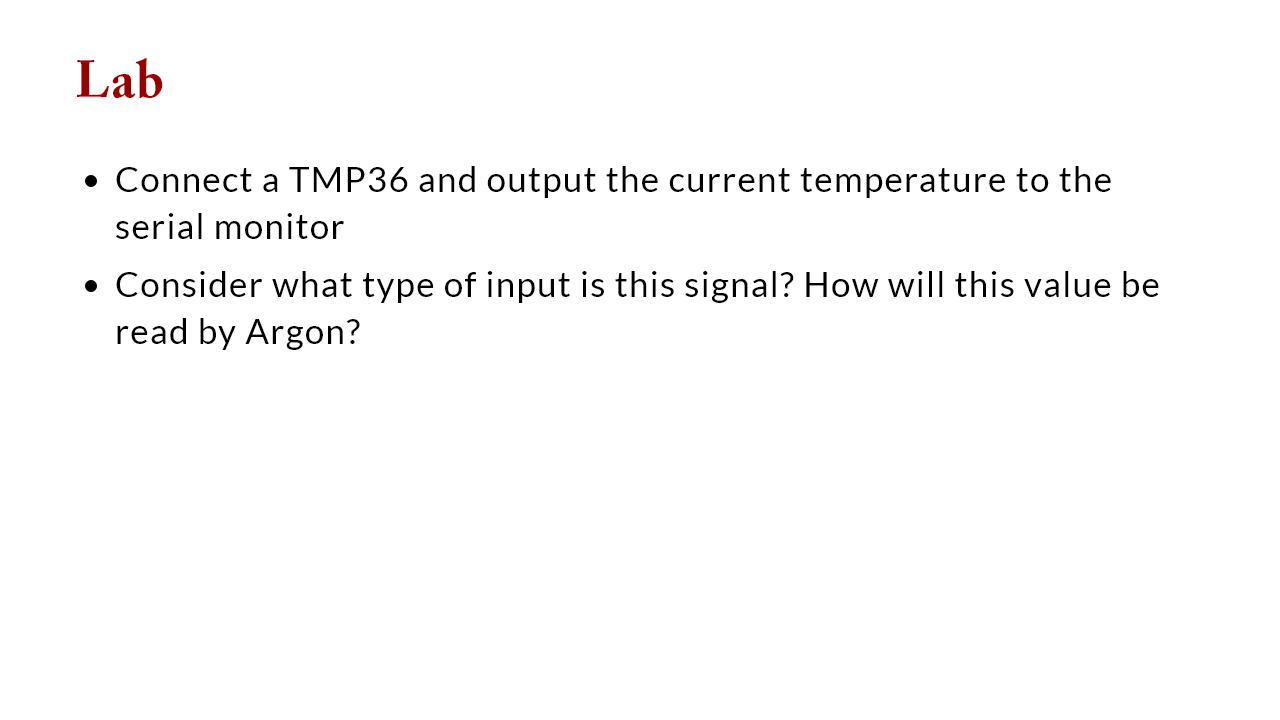 Lab
• Connect a TMP36 and output the current temperature to the
serial monitor
• Consider what type of input is this signal? How will this value be
read by Argon?